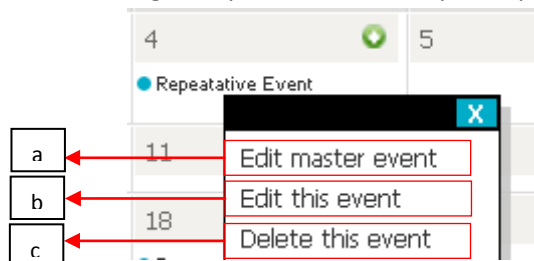 4 5
Repeatative Event
X
a 11 Edit master event
b Edit this event
18
c Delete this event